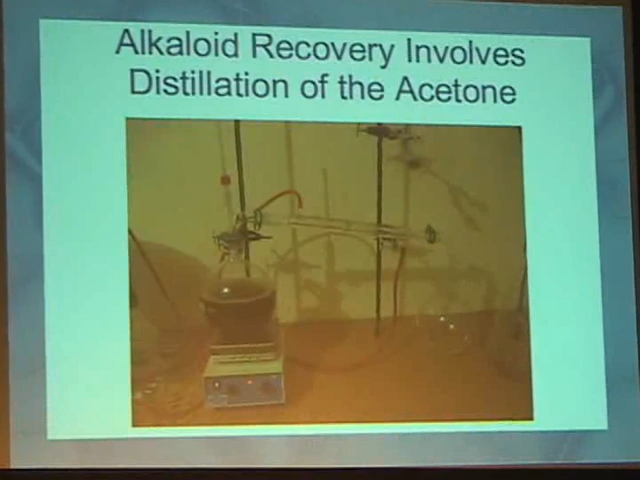 Alkaloid Recovery Involves
Distillation of the Acetone